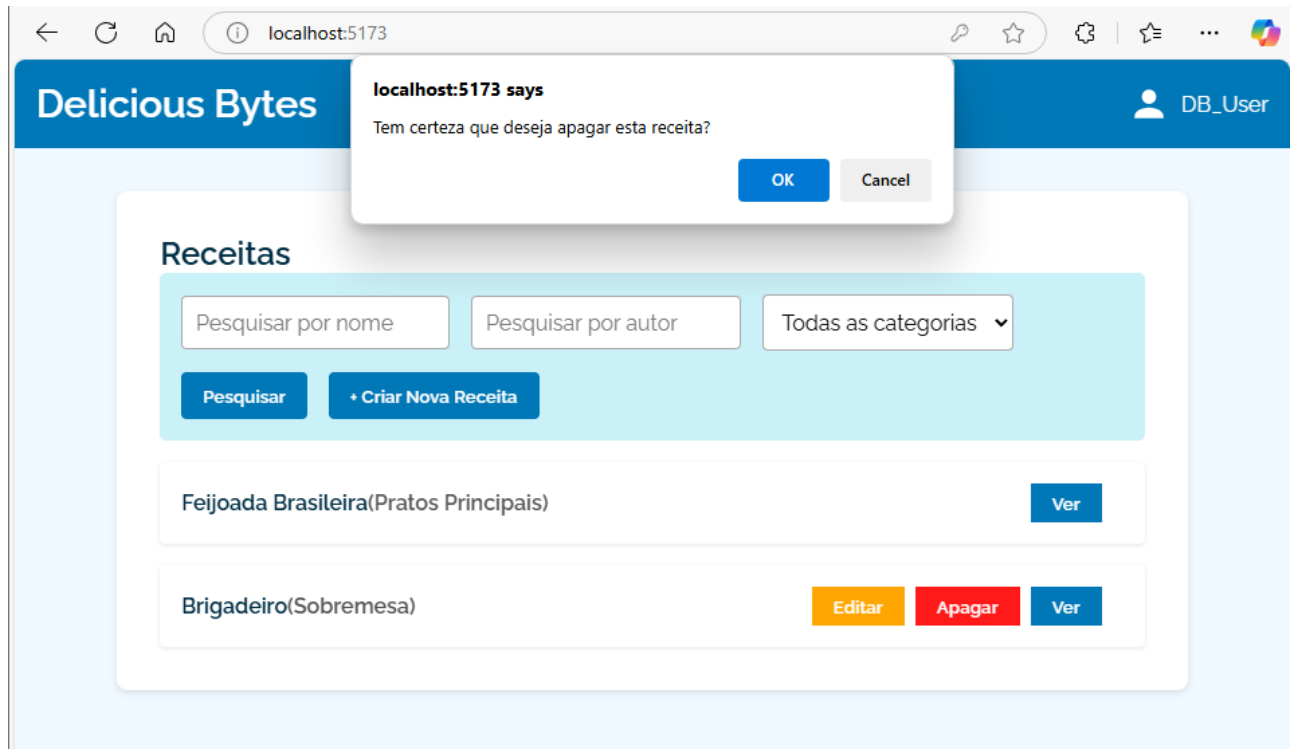 localhost:5173
localhost:5173 says
Tem certeza que deseja apagar esta receita?
OK Cancel
Delicious Bytes DB_User
Receitas
Pesquisar por nome Pesquisar por autor Todas as categorias
Pesquisar + Criar Nova Receita
Feijoada Brasileira(Pratos Principais) Ver
Brigadeiro(Sobremesa) Editar Apagar Ver